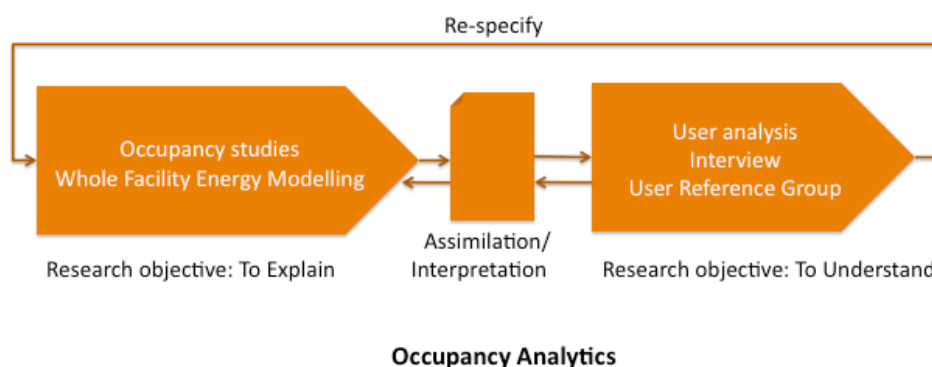 Re-specify
Occupancy studies
Whole Facility Energy Modelling
User analysis
Interview
User Reference Group
Assimilation/
Interpretation
Research objective: To Explain
Research objective: To Understand
Occupancy Analytics